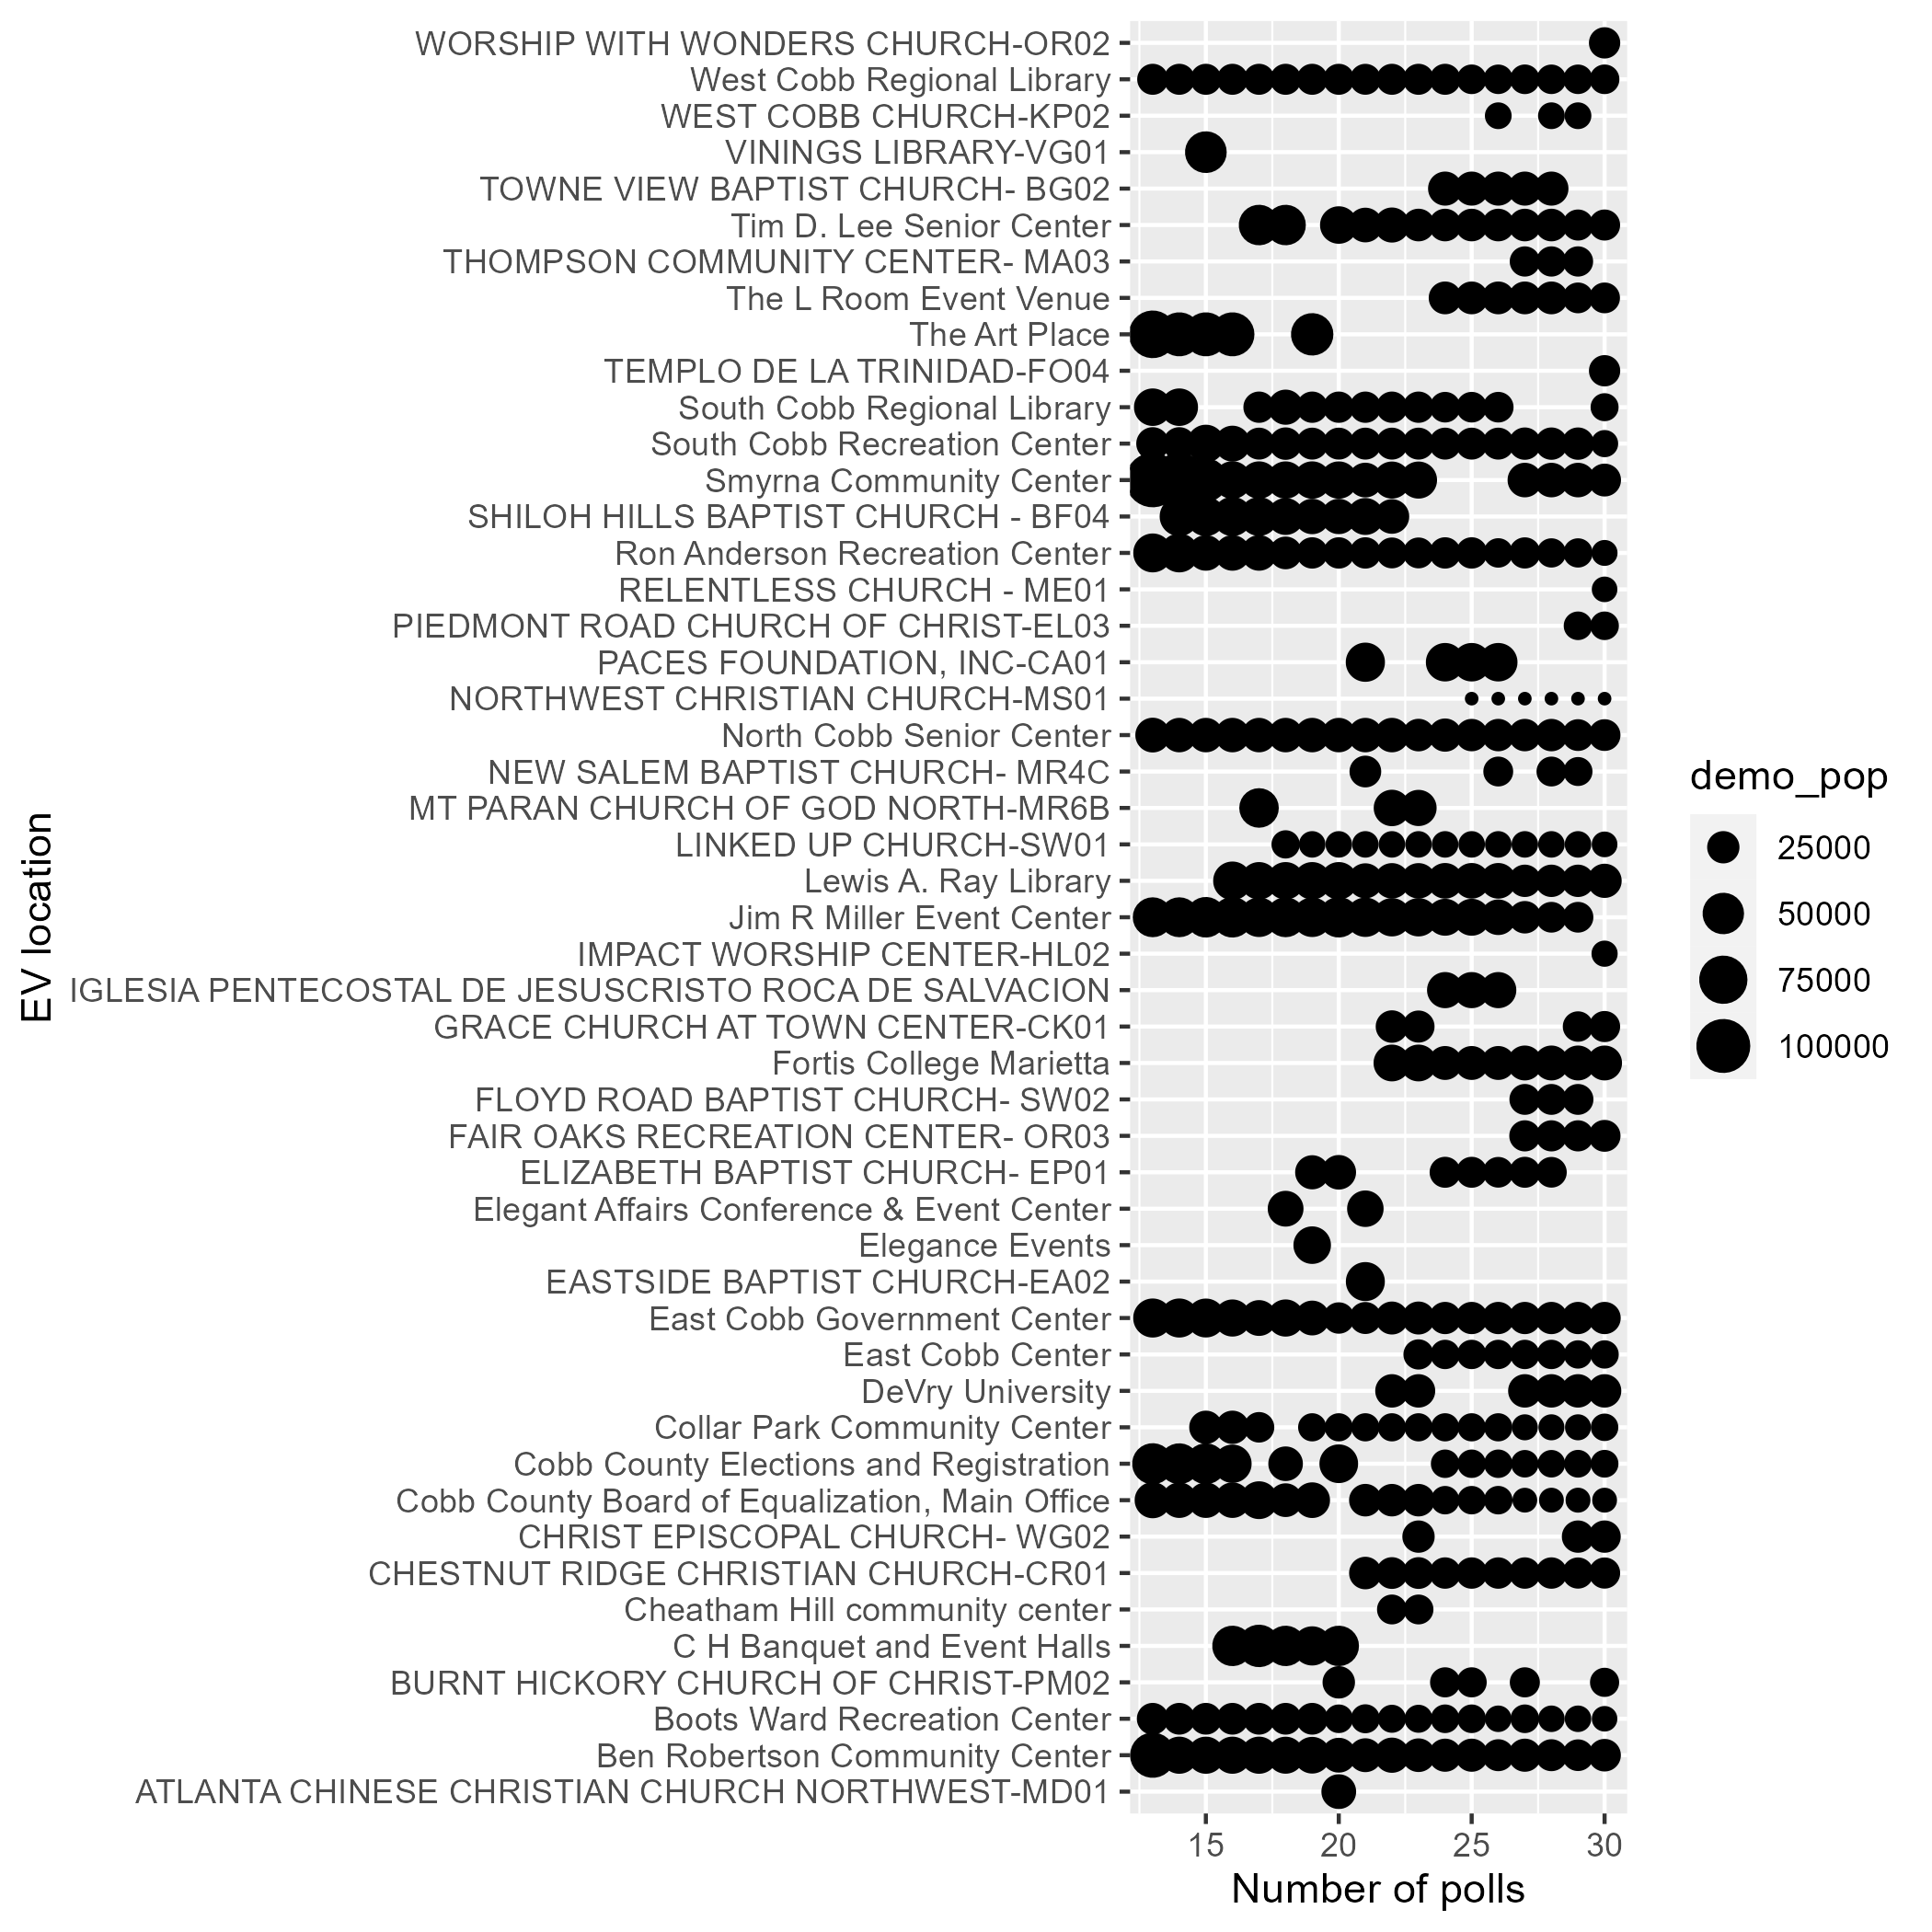 WORSHIP WITH WONDERS CHURCH-OR02
West Cobb Regional Library
WEST COBB CHURCH-KP02
VININGS LIBRARY-VG01
TOWNE VIEW BAPTIST CHURCH- BG02
Tim D. Lee Senior Center
THOMPSON COMMUNITY CENTER- MA03
The L Room Event Venue
The Art Place
TEMPLO DE LA TRINIDAD-FO04
South Cobb Regional Library
South Cobb Recreation Center
Smyrna Community Center
SHILOH HILLS BAPTIST CHURCH - BF04
Ron Anderson Recreation Center
RELENTLESS CHURCH - ME01
PIEDMONT ROAD CHURCH OF CHRIST-EL03
PACES FOUNDATION, INC-CA01
NORTHWEST CHRISTIAN CHURCH-MS01
North Cobb Senior Center
NEW SALEM BAPTIST CHURCH- MR4C
MT PARAN CHURCH OF GOD NORTH-MR6B
LINKED UP CHURCH-SW01
Lewis A. Ray Library
Jim R Miller Event Center
IMPACT WORSHIP CENTER-HL02
IGLESIA PENTECOSTAL DE JESUSCRISTO ROCA DE SALVACION
GRACE CHURCH AT TOWN CENTER-CK01
Fortis College Marietta
FLOYD ROAD BAPTIST CHURCH- SW02
FAIR OAKS RECREATION CENTER- OR03
ELIZABETH BAPTIST CHURCH- EP01
Elegant Affairs Conference & Event Center
Elegance Events
EASTSIDE BAPTIST CHURCH-EA02
East Cobb Government Center
East Cobb Center
DeVry University
Collar Park Community Center
Cobb County Elections and Registration
Cobb County Board of Equalization, Main Office
CHRIST EPISCOPAL CHURCH- WG02
CHESTNUT RIDGE CHRISTIAN CHURCH-CR01
Cheatham Hill community center
C H Banquet and Event Halls
BURNT HICKORY CHURCH OF CHRIST-PM02
Boots Ward Recreation Center
Ben Robertson Community Center
ATLANTA CHINESE CHRISTIAN CHURCH NORTHWEST-MD01
EV location
15 20 25 30
Number of polls
demo_pop
25000
50000
75000
100000